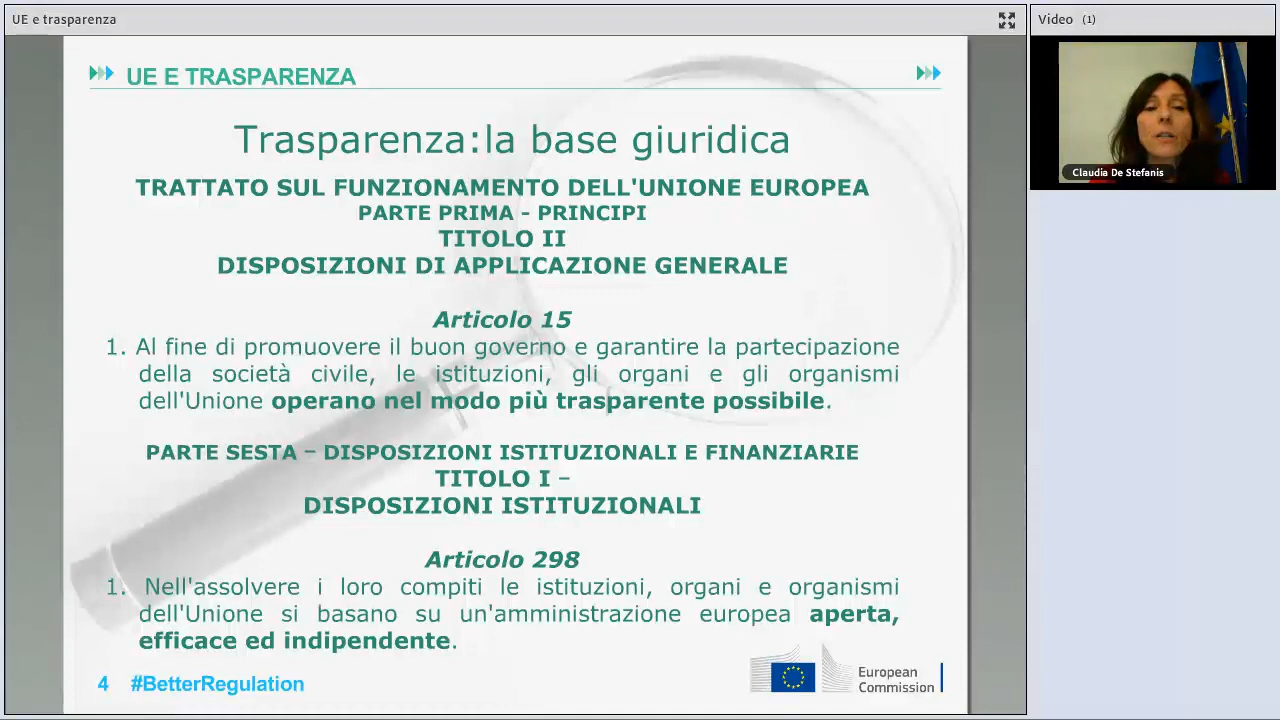 UE e trasparenza
Video (1)
UE E TRASPARENZA
Trasparenza:la base giuridica
TRATTATO SUL FUNZIONAMENTO DELL'UNIONE EUROPEA
PARTE PRIMA - PRINCIPI
TITOLO II
DISPOSIZIONI DI APPLICAZIONE GENERALE
Articolo 15
1. Al fine di promuovere il buon governo e garantire la partecipazione
della società civile, le istituzioni, gli organi e gli organismi
dell'Unione operano nel modo più trasparente possibile.
PARTE SESTA – DISPOSIZIONI ISTITUZIONALI E FINANZIARIE
TITOLO I –
DISPOSIZIONI ISTITUZIONALI
Articolo 298
1. Nell'assolvere i loro compiti le istituzioni, organi e organismi
dell'Unione si basano su un'amministrazione europea aperta,
efficace ed indipendente.
4 #BetterRegulation
European
Commission
Claudia De Stefanis